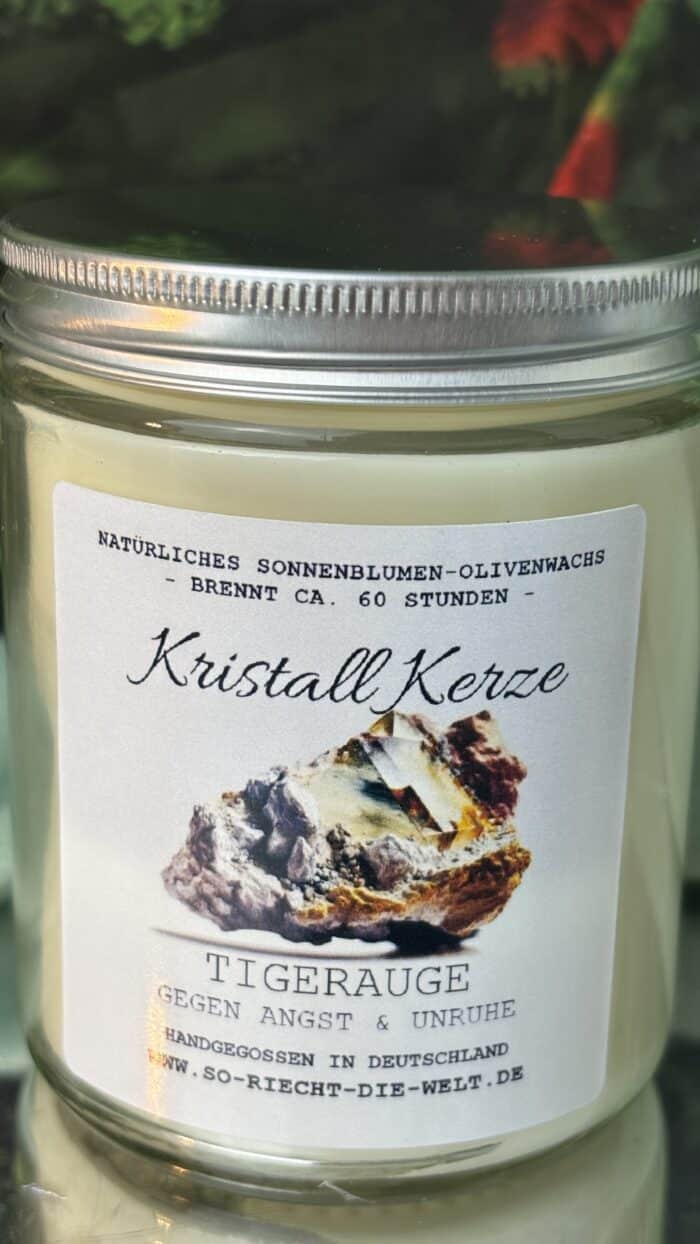 NATÜRLICHES SONNENBLUMEN-OLIVENWACHS
- BRENNT CA. 60 STUNDEN -
Kristall Kerze
TIGERAUGE
GEGEN ANGST & UNRUHE
HANDGEGOSSEN IN DEUTSCHLAND
WWW.SO-RIECHT-DIE-WELT.DE